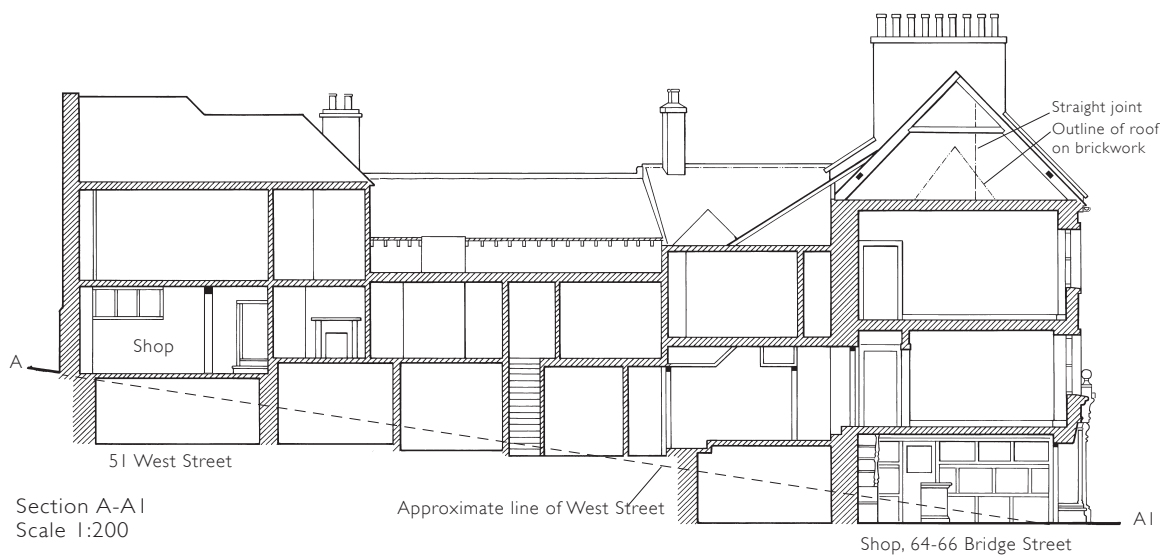 Straight joint
Outline of roof
on brickwork
Shop
A
51 West Street
Approximate line of West Street
A1
Section A-A1
Scale 1:200
Shop, 64-66 Bridge Street